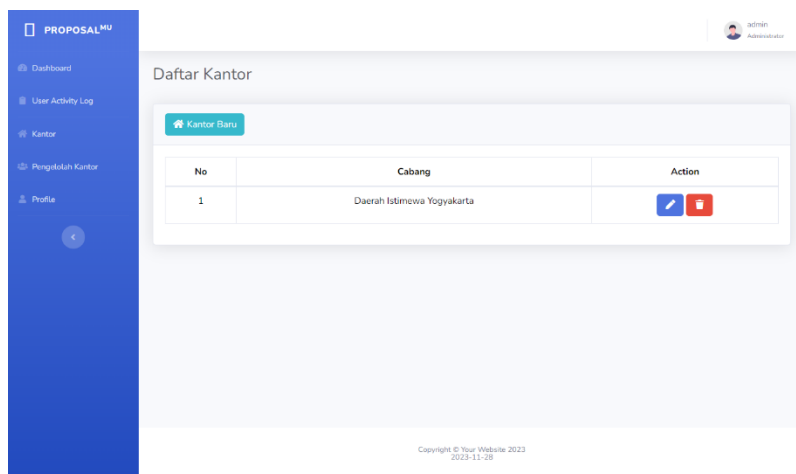 PROPOSALMU
admin
Administrator
Dashboard
User Activity Log
Kantor
Pengelolah Kantor
Profile
Daftar Kantor
Kantor Baru
No Cabang Action
1 Daerah Istimewa Yogyakarta
Copyright © Your Website 2023
2023-11-28